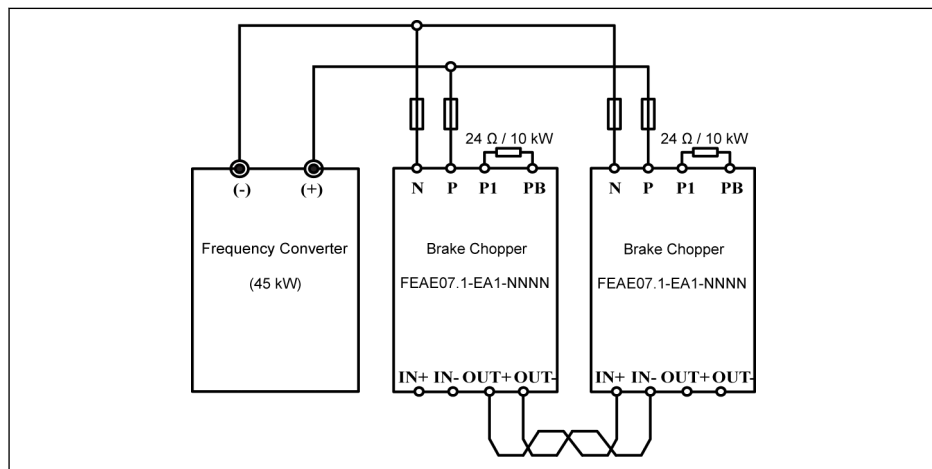 24 Ω / 10 kW
24 Ω / 10 kW
(-) (+)
N P P1 PB
N P P1 PB
Frequency Converter
(45 kW)
Brake Chopper
FEAE07.1-EA1-NNNN
Brake Chopper
FEAE07.1-EA1-NNNN
IN+ IN- OUT+ OUT-
IN+ IN- OUT+ OUT-